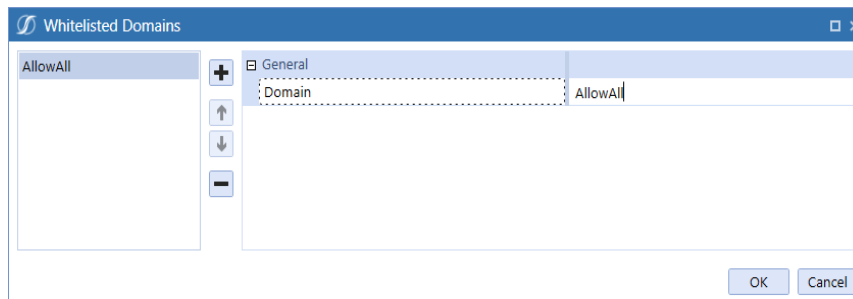 Whitelisted Domains
AllowAll
General
Domain AllowAll
OK Cancel